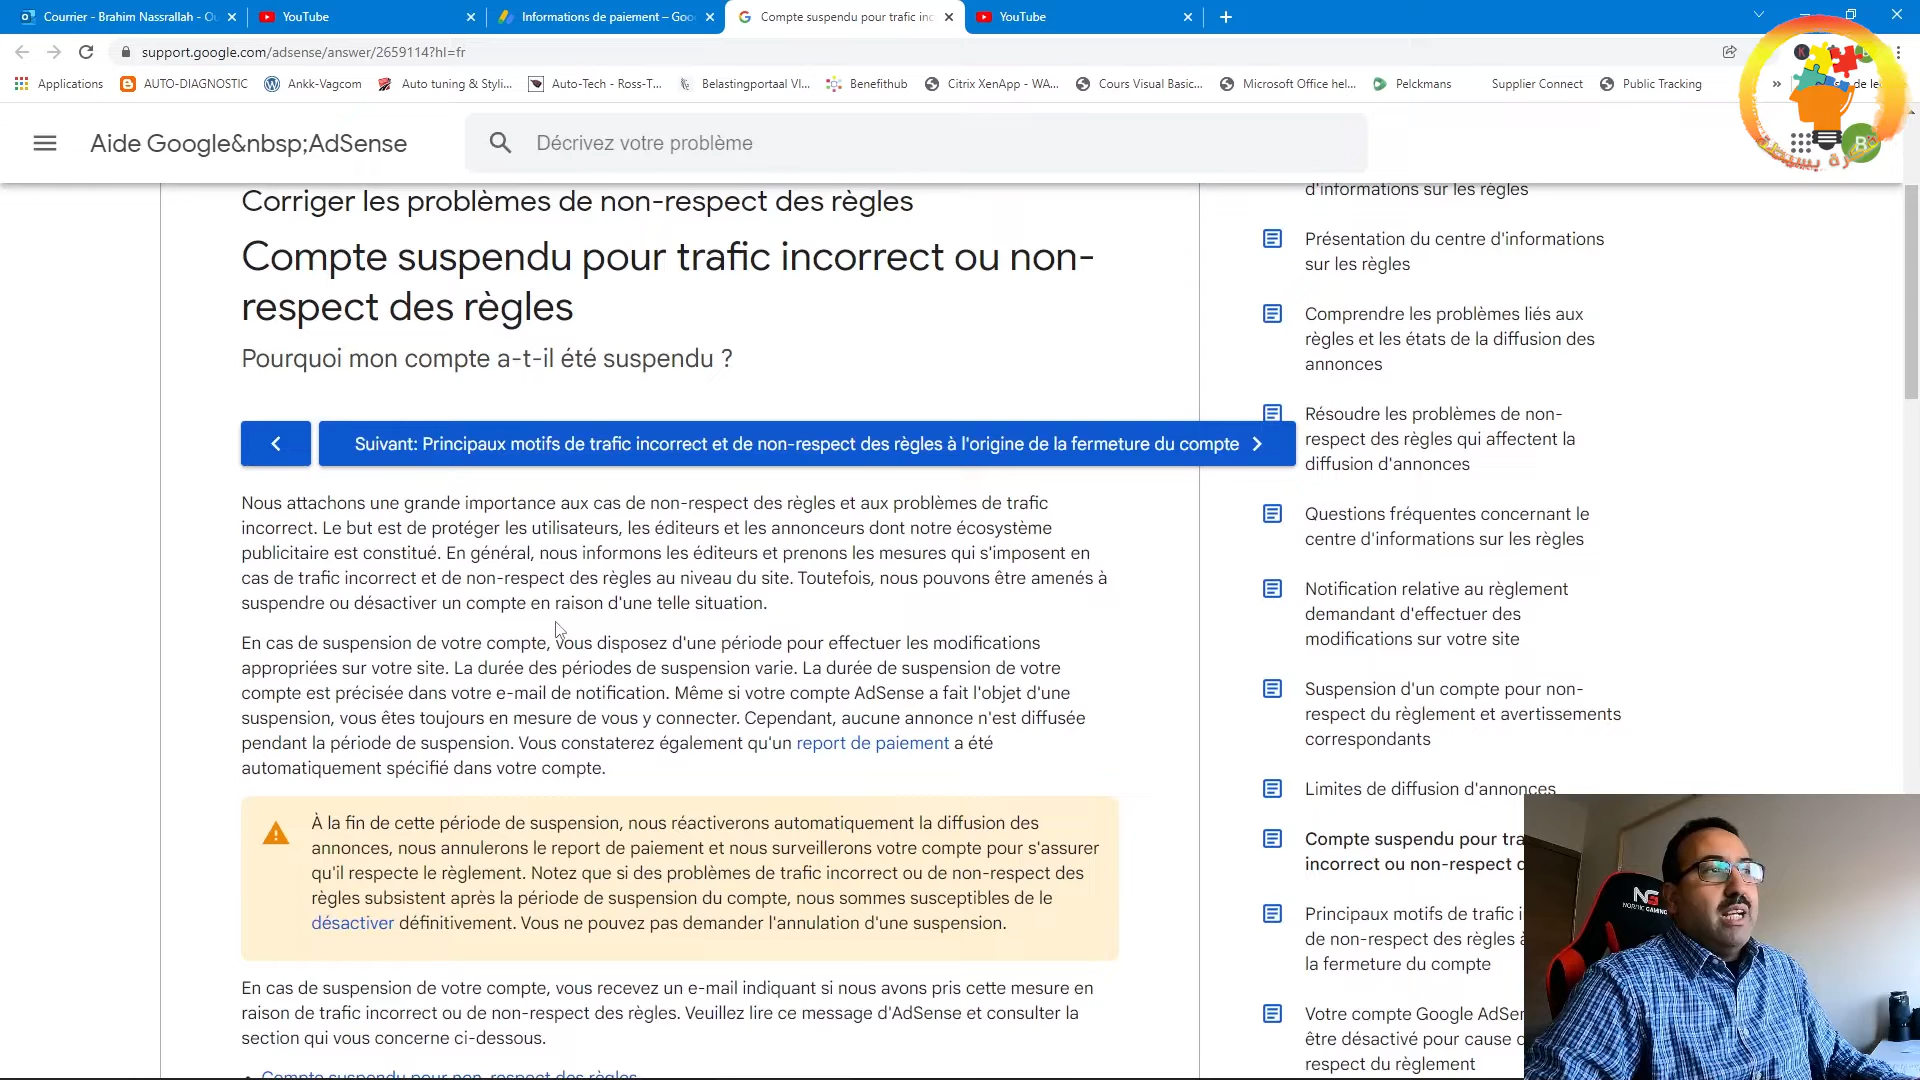 Courrier - Brahim Nassrallah - Ou
YouTube
Informations de paiement – Goo
Compte suspendu pour trafic inc
YouTube
support.google.com/adsense/answer/2659114?hl=fr
Applications
AUTO-DIAGNOSTIC
Ankk-Vagcom
Auto tuning & Styli...
Auto-Tech - Ross-T...
Belastingportaal Vl...
Benefithub
Citrix XenApp - WA...
Cours Visual Basic...
Microsoft Office hel...
Pelckmans
Supplier Connect
Public Tracking
»
Aide Google&nbsp;AdSense
Décrivez votre problème
B
Corriger les problèmes de non-respect des règles
Compte suspendu pour trafic incorrect ou non-
respect des règles
Pourquoi mon compte a-t-il été suspendu ?
Suivant: Principaux motifs de trafic incorrect et de non-respect des règles à l'origine de la fermeture du compte
Nous attachons une grande importance aux cas de non-respect des règles et aux problèmes de trafic
incorrect. Le but est de protéger les utilisateurs, les éditeurs et les annonceurs dont notre écosystème
publicitaire est constitué. En général, nous informons les éditeurs et prenons les mesures qui s'imposent en
cas de trafic incorrect et de non-respect des règles au niveau du site. Toutefois, nous pouvons être amenés à
suspendre ou désactiver un compte en raison d'une telle situation.
En cas de suspension de votre compte, vous disposez d'une période pour effectuer les modifications
appropriées sur votre site. La durée des périodes de suspension varie. La durée de suspension de votre
compte est précisée dans votre e-mail de notification. Même si votre compte AdSense a fait l'objet d'une
suspension, vous êtes toujours en mesure de vous y connecter. Cependant, aucune annonce n'est diffusée
pendant la période de suspension. Vous constaterez également qu'un report de paiement a été
automatiquement spécifié dans votre compte.
À la fin de cette période de suspension, nous réactiverons automatiquement la diffusion des
annonces, nous annulerons le report de paiement et nous surveillerons votre compte pour s'assurer
qu'il respecte le règlement. Notez que si des problèmes de trafic incorrect ou de non-respect des
règles subsistent après la période de suspension du compte, nous sommes susceptibles de le
désactiver définitivement. Vous ne pouvez pas demander l'annulation d'une suspension.
En cas de suspension de votre compte, vous recevez un e-mail indiquant si nous avons pris cette mesure en
raison de trafic incorrect ou de non-respect des règles. Veuillez lire ce message d'AdSense et consulter la
section qui vous concerne ci-dessous.
Compte suspendu pour non-respect des règles
d'informations sur les règles
Présentation du centre d'informations
sur les règles
Comprendre les problèmes liés aux
règles et les états de la diffusion des
annonces
Résoudre les problèmes de non-
respect des règles qui affectent la
diffusion d'annonces
Questions fréquentes concernant le
centre d'informations sur les règles
Notification relative au règlement
demandant d'effectuer des
modifications sur votre site
Suspension d'un compte pour non-
respect du règlement et avertissements
correspondants
Limites de diffusion d'annonces
Compte suspendu pour tra
incorrect ou non-respect d
Principaux motifs de trafic i
de non-respect des règles à
la fermeture du compte
Votre compte Google AdSen
être désactivé pour cause d
respect du règlement
NG
NORDIC GAMING